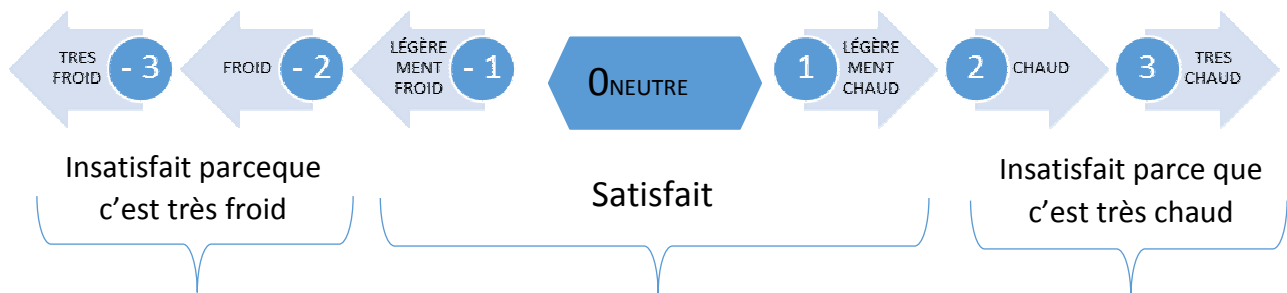 TRES
FROID
- 3
FROID
- 2
LÉGÈRE
MENT
FROID
- 1
0NEUTRE
1
LÉGÈRE
MENT
CHAUD
2
CHAUD
3
TRES
CHAUD
Insatisfait parceque
c’est très froid
Satisfait
Insatisfait parce que
c’est très chaud